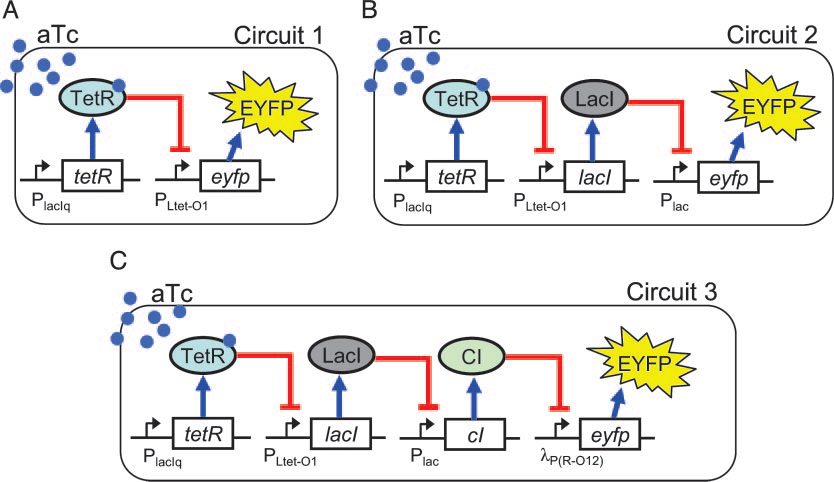 A
aTc
Circuit 1
TetR
EYFP
tetR
eyfp
PlacIq
PLtet-O1
B
aTc
Circuit 2
TetR
LacI
EYFP
tetR
lacI
eyfp
PlacIq
PLtet-O1
Plac
C
aTc
Circuit 3
TetR
LacI
CI
EYFP
tetR
lacI
cI
eyfp
PlacIq
PLtet-O1
Plac
λP(R-O12)